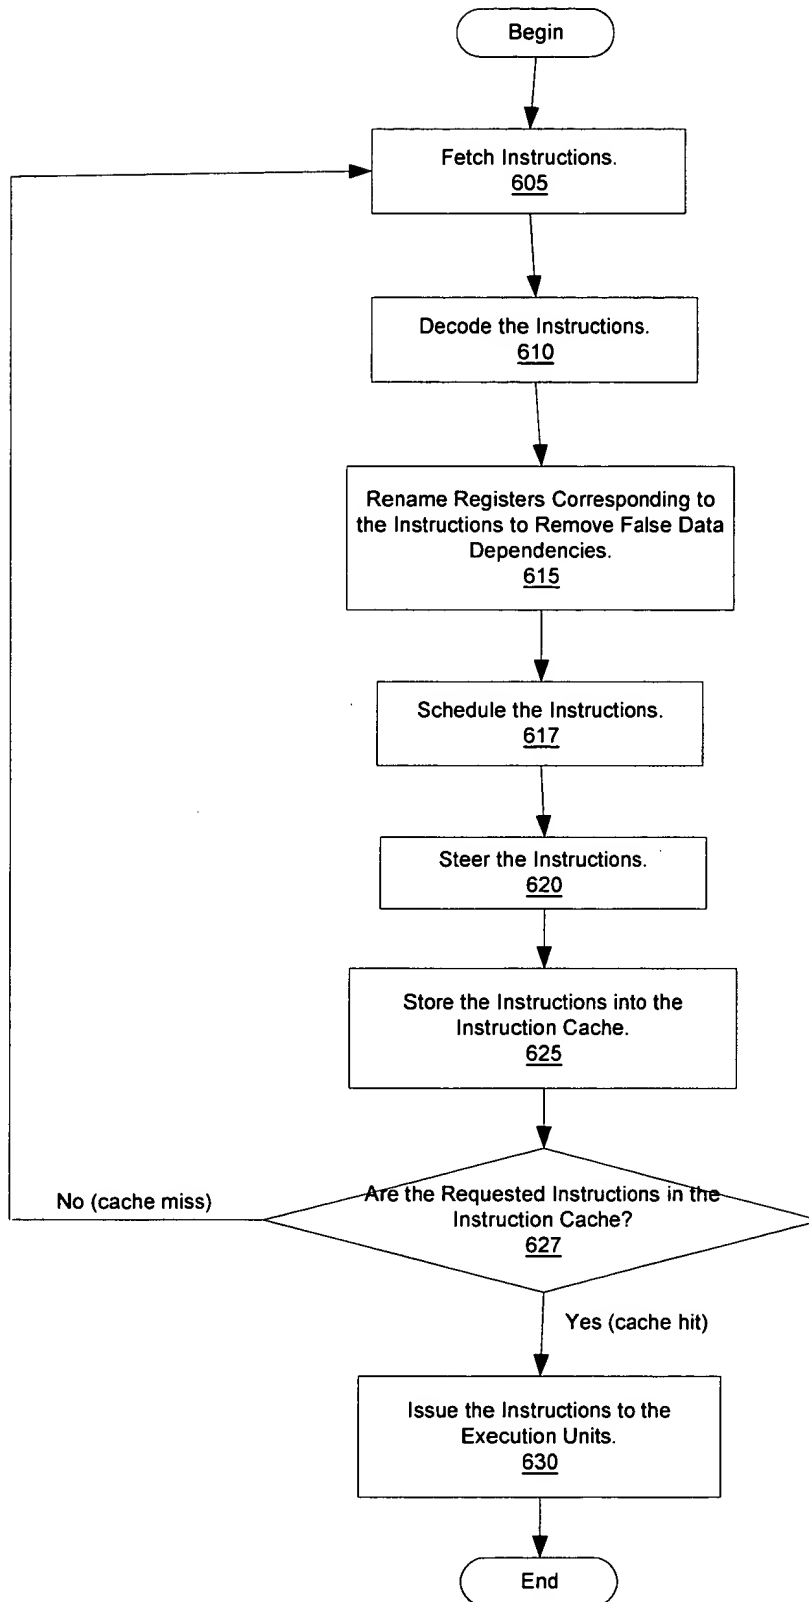 Begin
Fetch Instructions.
605
Decode the Instructions.
610
Rename Registers Corresponding to
the Instructions to Remove False Data
Dependencies.
615
Schedule the Instructions.
617
Steer the Instructions.
620
Store the Instructions into the
Instruction Cache.
625
No (cache miss)
Are the Requested Instructions in the
Instruction Cache?
627
Yes (cache hit)
Issue the Instructions to the
Execution Units.
630
End